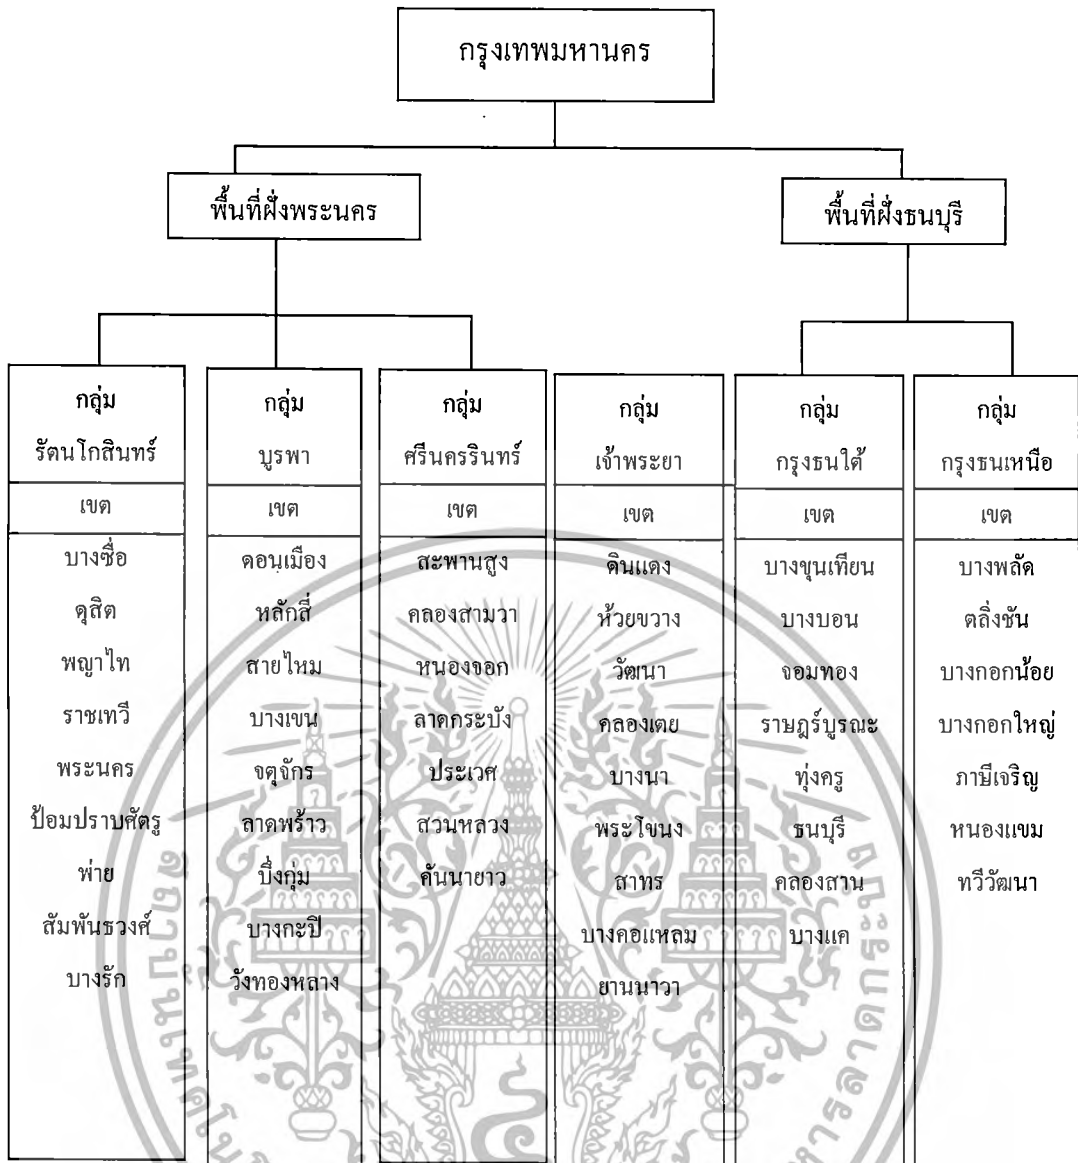 กรุงเทพมหานคร
พื้นที่ฝั่งพระนคร
พื้นที่ฝั่งธนบุรี
กลุ่ม
รัตนโกสินทร์
เขต
บางซื่อ
ดุสิต
พญาไท
ราชเทวี
พระนคร
ป้อมปราบศัตรู
พ่าย
สัมพันธวงศ์
บางรัก
กลุ่ม
บูรพา
เขต
ดอนเมือง
หลักสี่
สายไหม
บางเขน
จตุจักร
ลาดพร้าว
บึงกุ่ม
บางกะปิ
วังทองหลาง
กลุ่ม
ศรีนครรินทร์
เขต
สะพานสูง
คลองสามวา
หนองจอก
ลาดกระบัง
ประเวศ
สวนหลวง
คันนายาว
กลุ่ม
เจ้าพระยา
เขต
ดินแดง
ห้วยขวาง
วัฒนา
คลองเตย
บางนา
พระโขนง
สาทร
บางคอแหลม
ยานนาวา
กลุ่ม
กรุงธนใต้
เขต
บางขุนเทียน
บางบอน
จอมทอง
ราษฎร์บูรณะ
ทุ่งครู
ธนบุรี
คลองสาน
บางแค
กลุ่ม
กรุงธนเหนือ
เขต
บางพลัด
ตลิ่งชัน
บางกอกน้อย
บางกอกใหญ่
ภาษีเจริญ
หนองแขม
ทวีวัฒนา